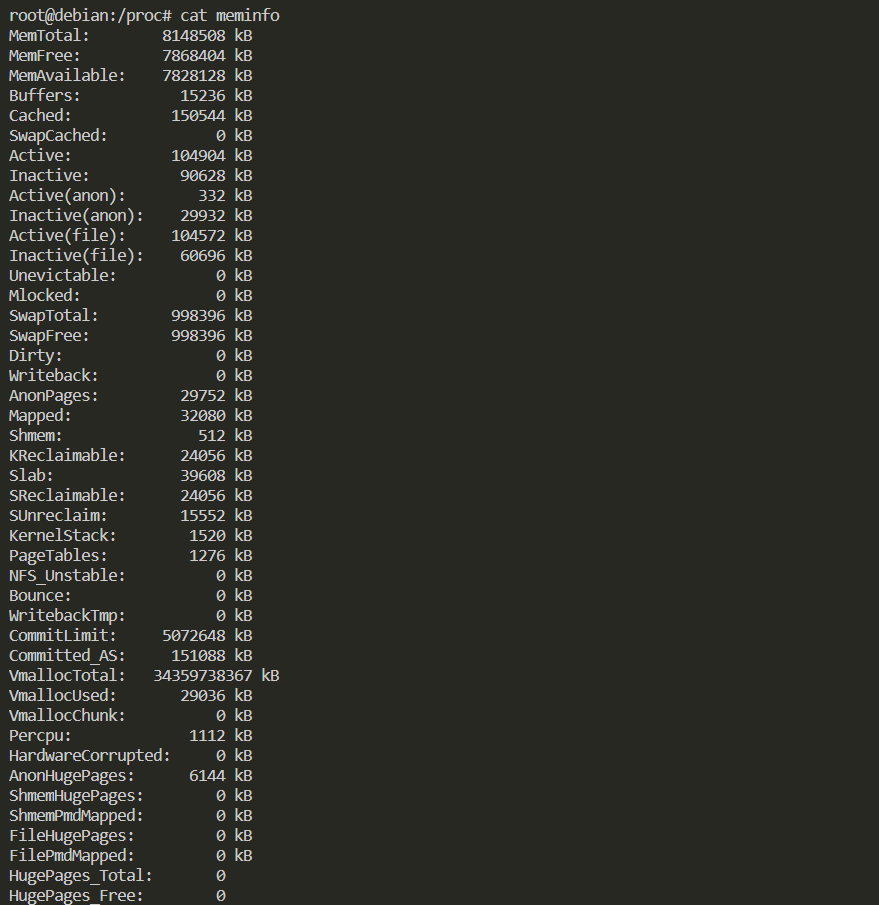 root@debian:/proc# cat meminfo
MemTotal:        8148508 kB
MemFree:         7868404 kB
MemAvailable:    7828128 kB
Buffers:           15236 kB
Cached:           150544 kB
SwapCached:            0 kB
Active:           104904 kB
Inactive:          90628 kB
Active(anon):        332 kB
Inactive(anon):    29932 kB
Active(file):     104572 kB
Inactive(file):    60696 kB
Unevictable:           0 kB
Mlocked:               0 kB
SwapTotal:        998396 kB
SwapFree:         998396 kB
Dirty:                 0 kB
Writeback:             0 kB
AnonPages:         29752 kB
Mapped:            32080 kB
Shmem:               512 kB
KReclaimable:      24056 kB
Slab:              39608 kB
SReclaimable:      24056 kB
SUnreclaim:        15552 kB
KernelStack:        1520 kB
PageTables:         1276 kB
NFS_Unstable:          0 kB
Bounce:                0 kB
WritebackTmp:          0 kB
CommitLimit:     5072648 kB
Committed_AS:     151088 kB
VmallocTotal:   34359738367 kB
VmallocUsed:       29036 kB
VmallocChunk:          0 kB
Percpu:             1112 kB
HardwareCorrupted:     0 kB
AnonHugePages:      6144 kB
ShmemHugePages:        0 kB
ShmemPmdMapped:        0 kB
FileHugePages:         0 kB
FilePmdMapped:         0 kB
HugePages_Total:       0
HugePages_Free:        0